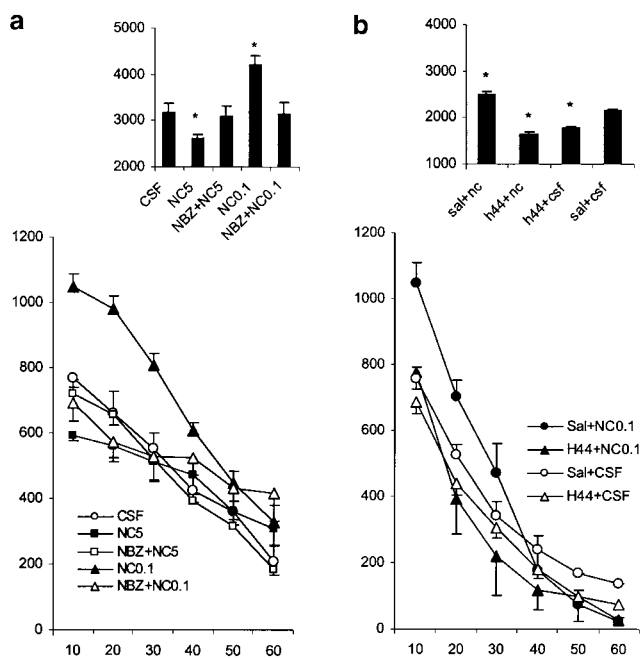 a
5000
4000
3000
2000
CSF
NC5
NBZ+NC5
NC0.1
NBZ+NC0.1
*
*
1200
1000
800
600
400
200
0
CSF
NC5
NBZ+NC5
NC0.1
NBZ+NC0.1
10 20 30 40 50 60
b
4000
3000
2000
1000
*
*
*
sal+nc
h44+nc
h44+csf
sal+csf
1200
1000
800
600
400
200
0
Sal+NC0.1
H44+NC0.1
Sal+CSF
H44+CSF
10 20 30 40 50 60